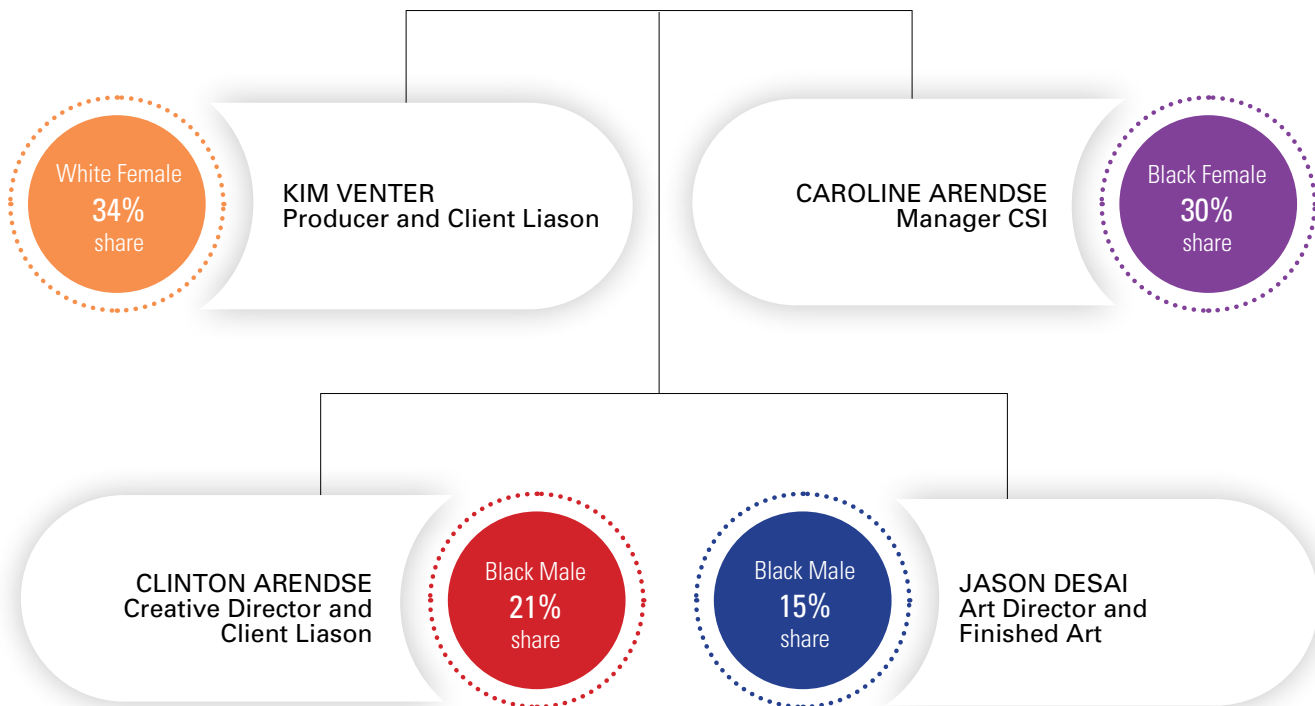 White Female
34%
share
KIM VENTER
Producer and Client Liason
CAROLINE ARENDSE
Manager CSI
Black Female
30%
share
CLINTON ARENDSE
Creative Director and
Client Liason
Black Male
21%
share
Black Male
15%
share
JASON DESAI
Art Director and
Finished Art